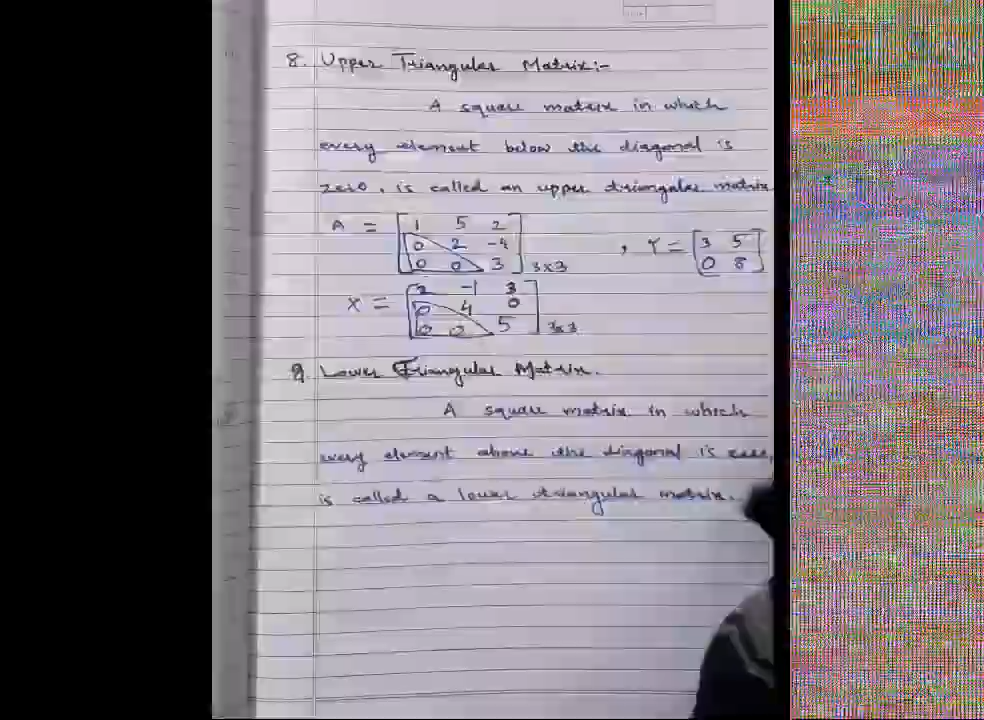 8. Upper Triangular Matrix:-
A square matrix in which
every element below the diagonal is
zero, is called an upper triangular matrix
A = [1 5 2
0 2 -4
0 0 3] 3x3 , Y = [3 5
0 8]
X = [2 -1 3
0 4 0
0 0 5] 3x3
9. Lower Triangular Matrix.
A square matrix in which
every element above the diagonal is zero,
is called a lower triangular matrix.